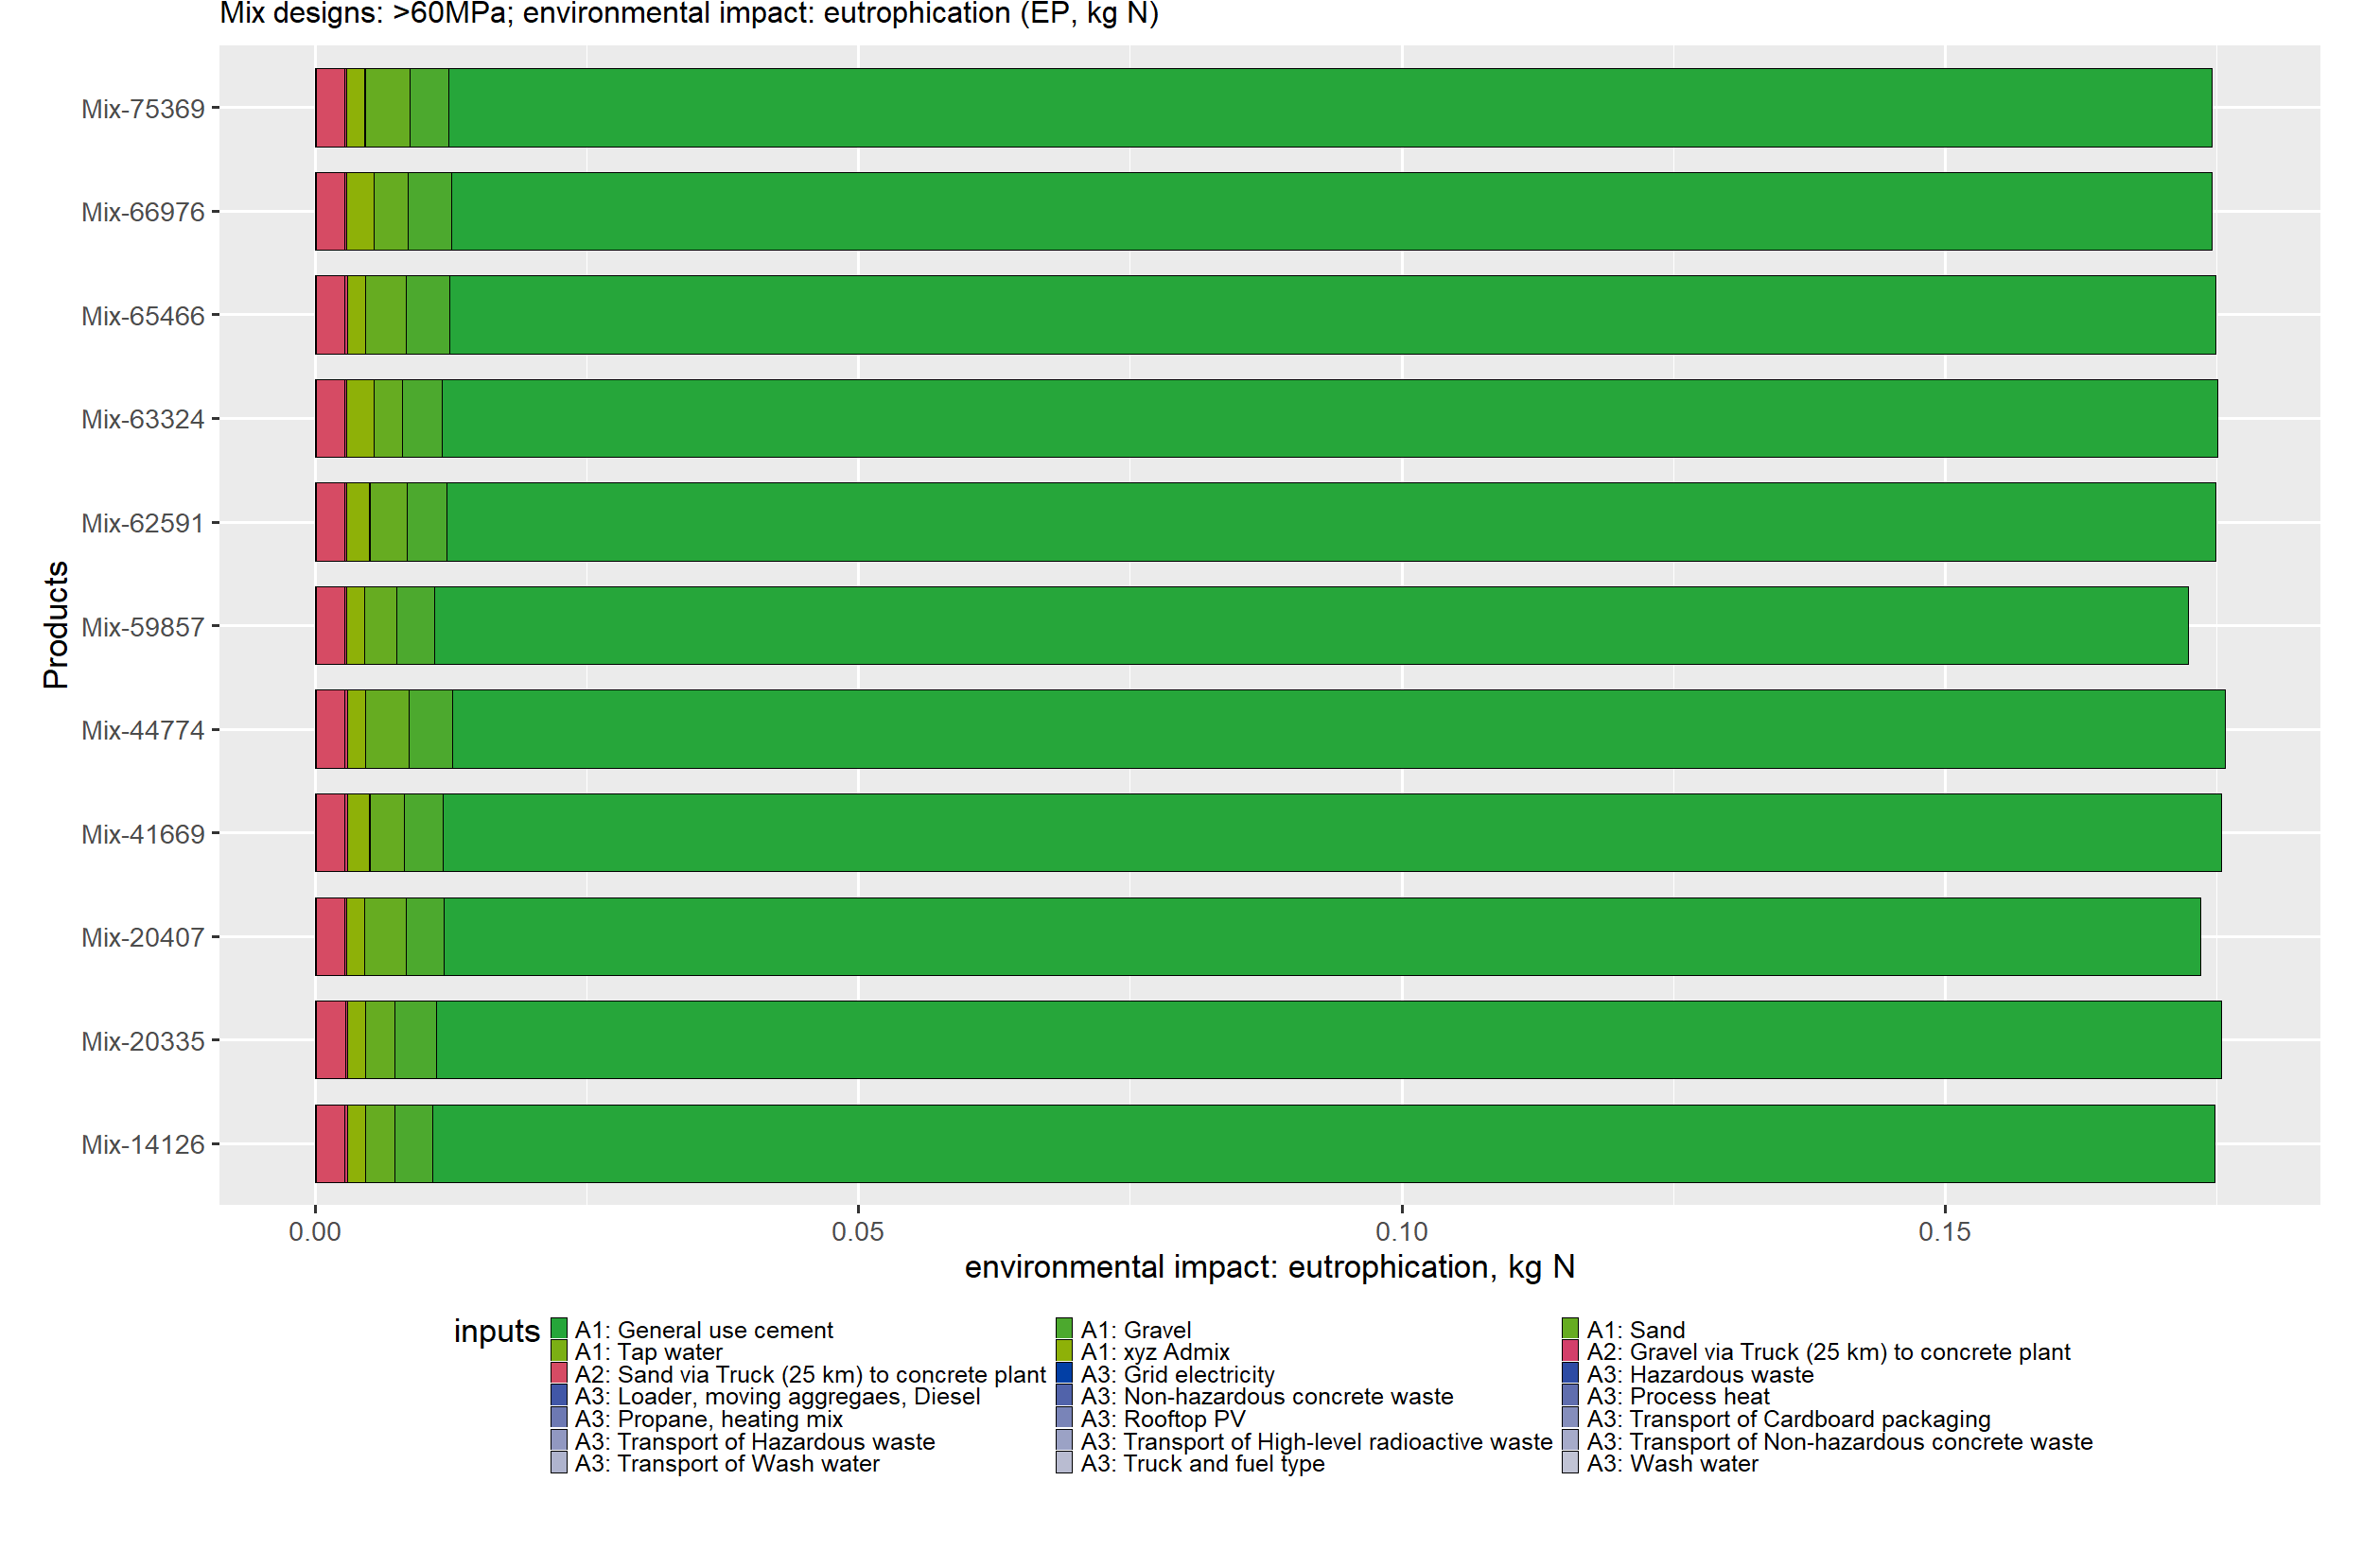 Mix designs: >60MPa; environmental impact: eutrophication (EP, kg N)
Products
Mix-75369
Mix-66976
Mix-65466
Mix-63324
Mix-62591
Mix-59857
Mix-44774
Mix-41669
Mix-20407
Mix-20335
Mix-14126
0.00 0.05 0.10 0.15
environmental impact: eutrophication, kg N
inputs
A1: General use cement A1: Gravel A1: Sand
A1: Tap water A1: xyz Admix A2: Gravel via Truck (25 km) to concrete plant
A2: Sand via Truck (25 km) to concrete plant A3: Grid electricity A3: Hazardous waste
A3: Loader, moving aggregaes, Diesel A3: Non-hazardous concrete waste A3: Process heat
A3: Propane, heating mix A3: Rooftop PV A3: Transport of Cardboard packaging
A3: Transport of Hazardous waste A3: Transport of High-level radioactive waste A3: Transport of Non-hazardous concrete waste
A3: Transport of Wash water A3: Truck and fuel type A3: Wash water